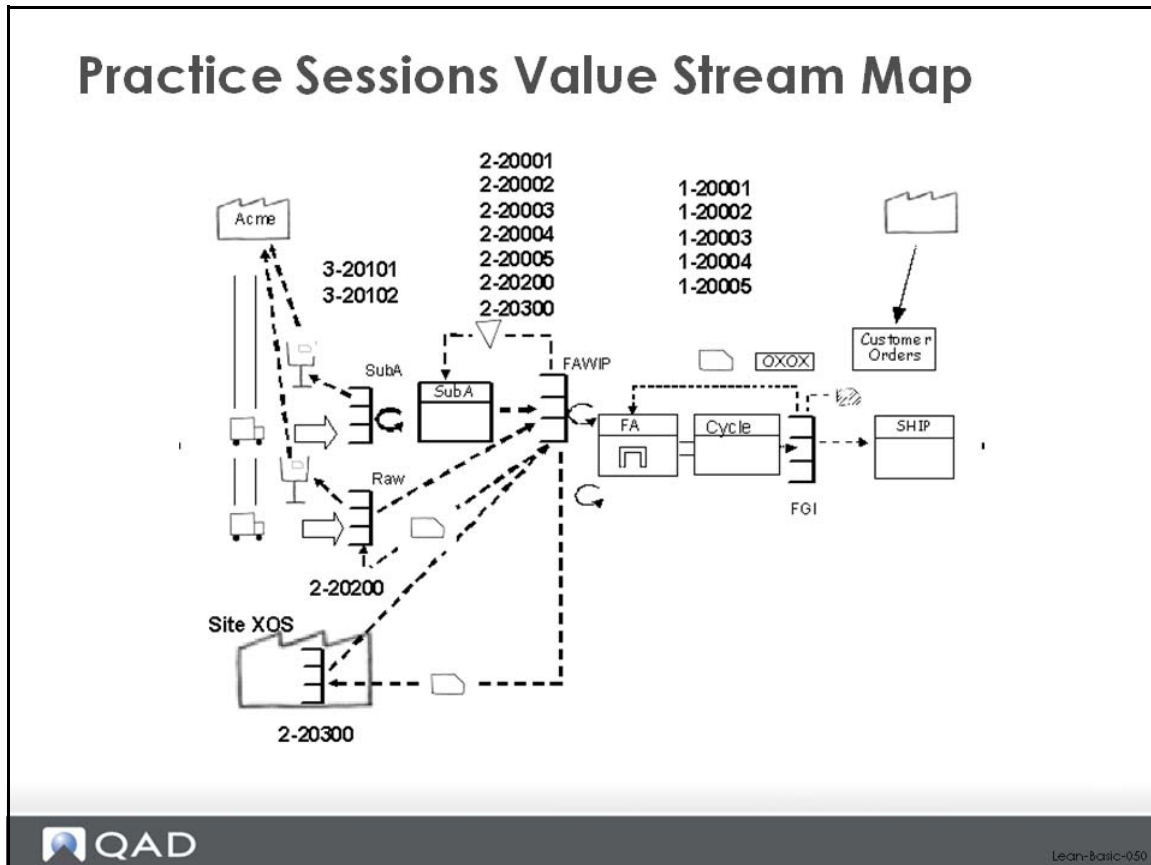 Practice Sessions Value Stream Map
2-20001
2-20002
2-20003
2-20004
2-20005
2-20200
2-20300
1-20001
1-20002
1-20003
1-20004
1-20005
Acme
3-20101
3-20102
Customer
Orders
SubA
FAWIP
OXOX
SubA
FA
Cycle
SHIP
Raw
FGI
2-20200
Site XOS
2-20300
QAD
Lean-Basic-050